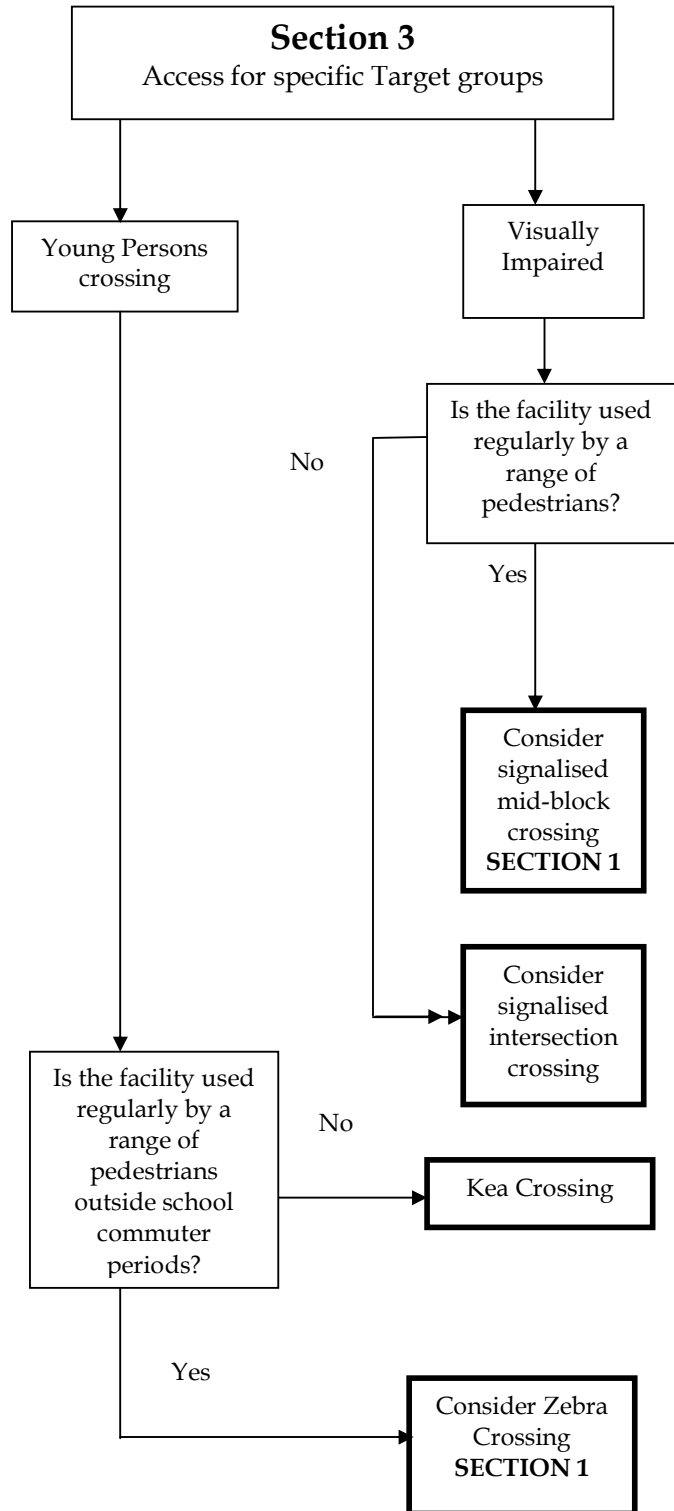 Section 3
Access for specific Target groups
Young Persons
crossing
Visually
Impaired
Is the facility used
regularly by a
range of
pedestrians?
No
Yes
Consider
signalised
mid-block
crossing
SECTION 1
Consider
signalised
intersection
crossing
Is the facility used
regularly by a
range of
pedestrians
outside school
commuter
periods?
No
Kea Crossing
Yes
Consider Zebra
Crossing
SECTION 1